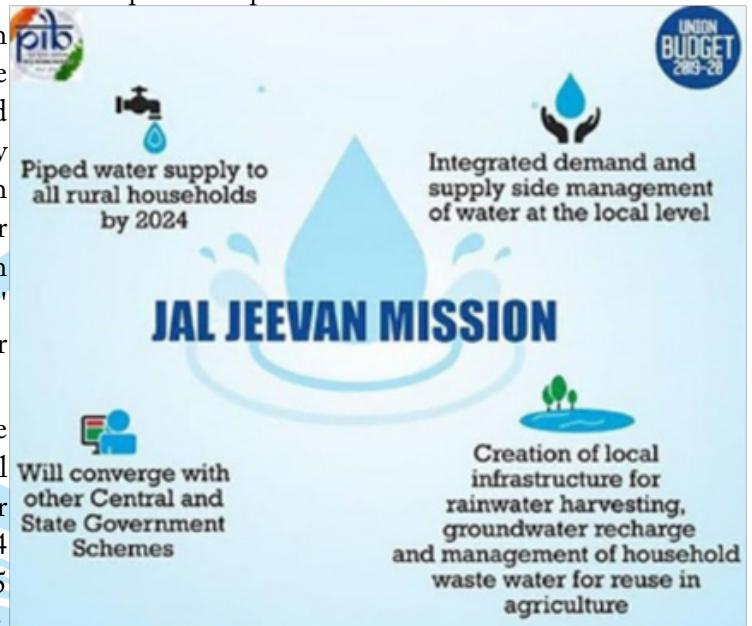 pib
UNION
BUDGET
2019-20
Piped water supply to
all rural households
by 2024
Integrated demand and
supply side management
of water at the local level
JAL JEEVAN MISSION
Will converge with
other Central and
State Government
Schemes
Creation of local
infrastructure for
rainwater harvesting,
groundwater recharge
and management of household
waste water for reuse in
agriculture